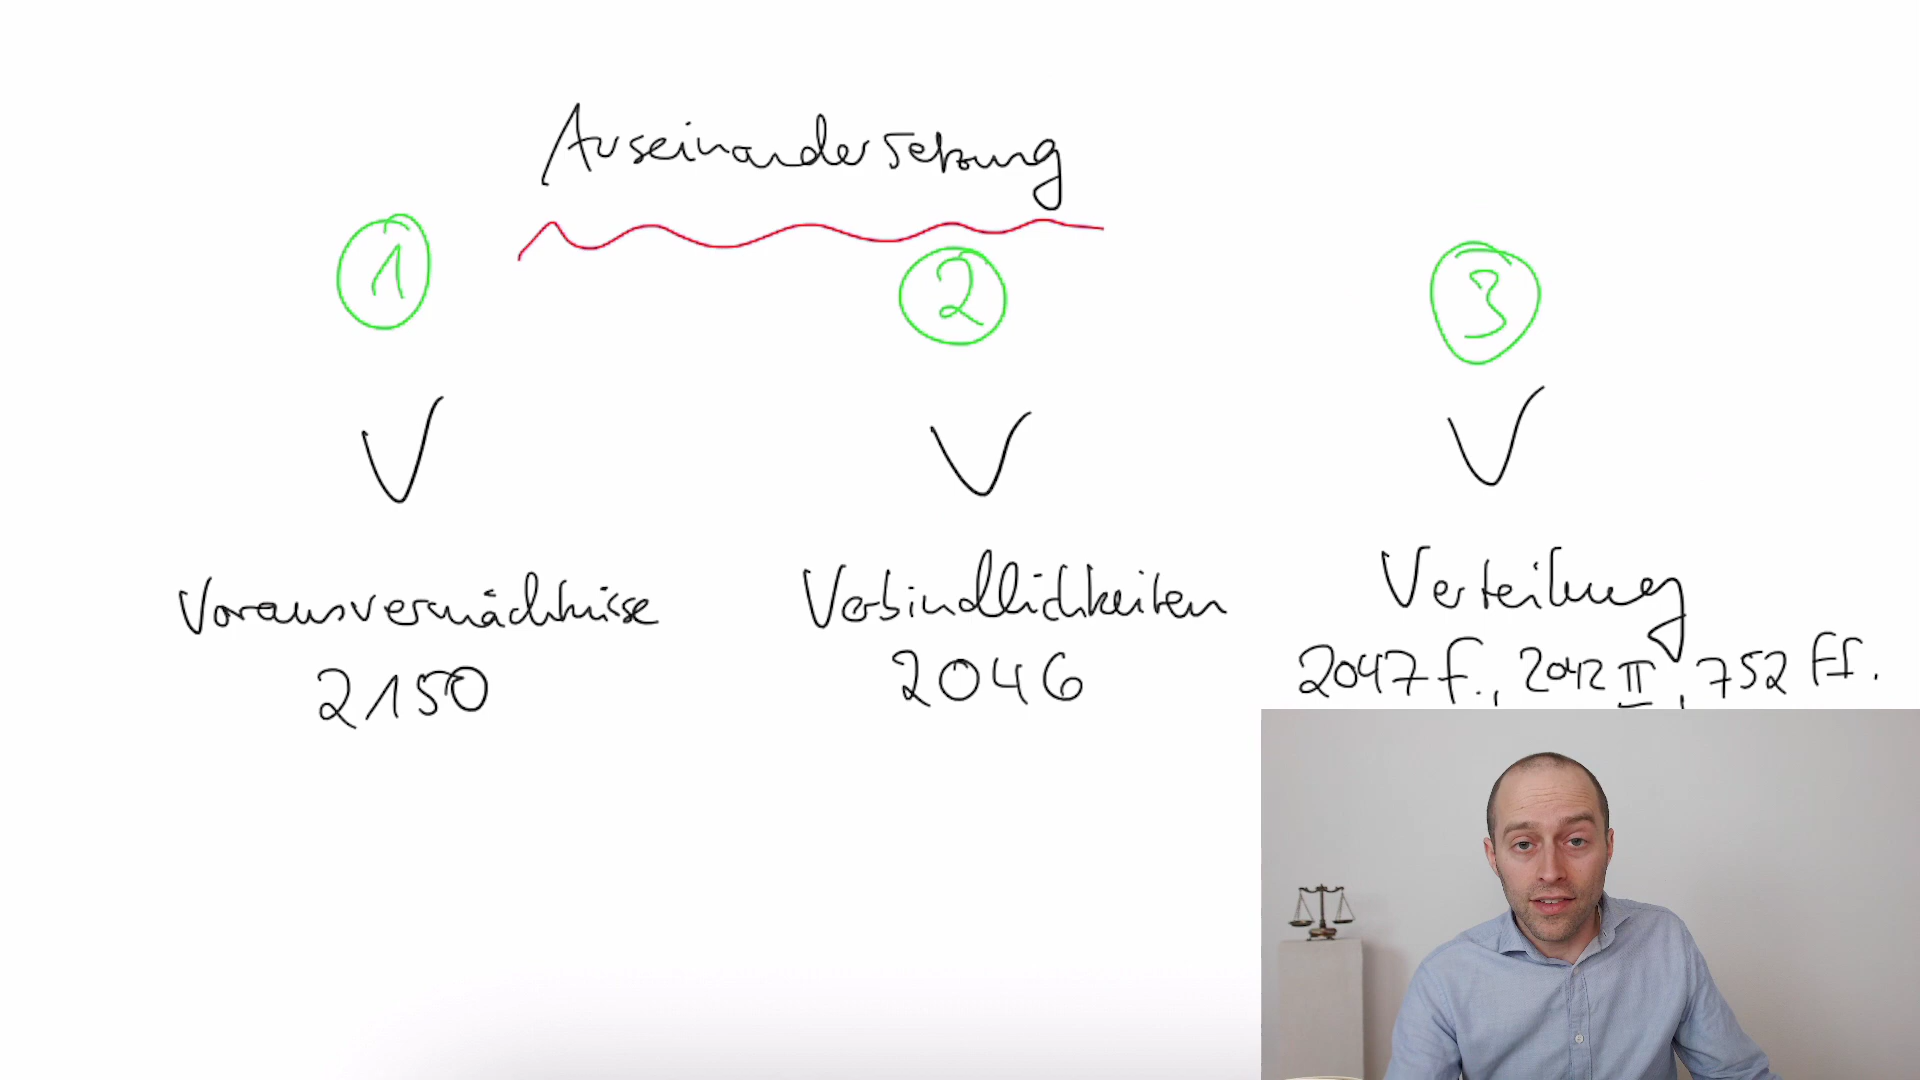 Auseinandersetzung
1
2
3
Vorausvermächtnisse
2150
Verbindlichkeiten
2046
Verteilung
2047 f., 2042 II, 752 ff.